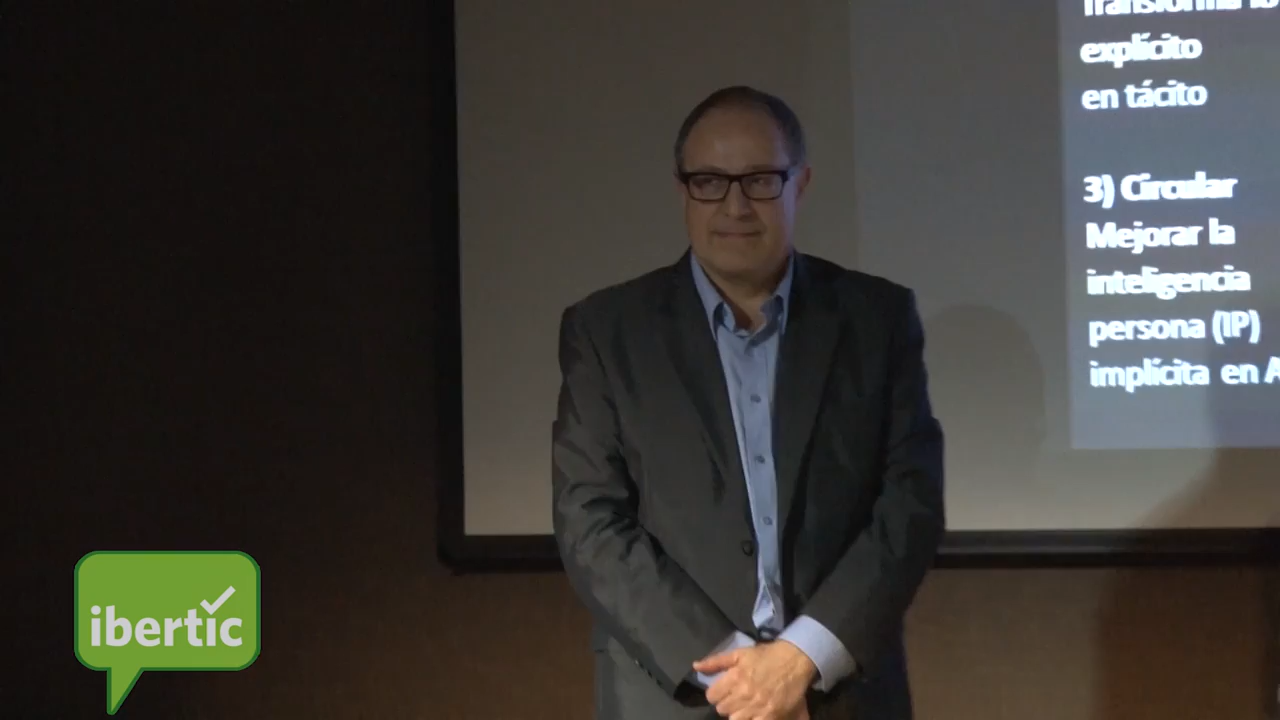 explícito
en tácito
3) Circular
Mejorar la
inteligencia
persona (IP)
implícita en
ibertic